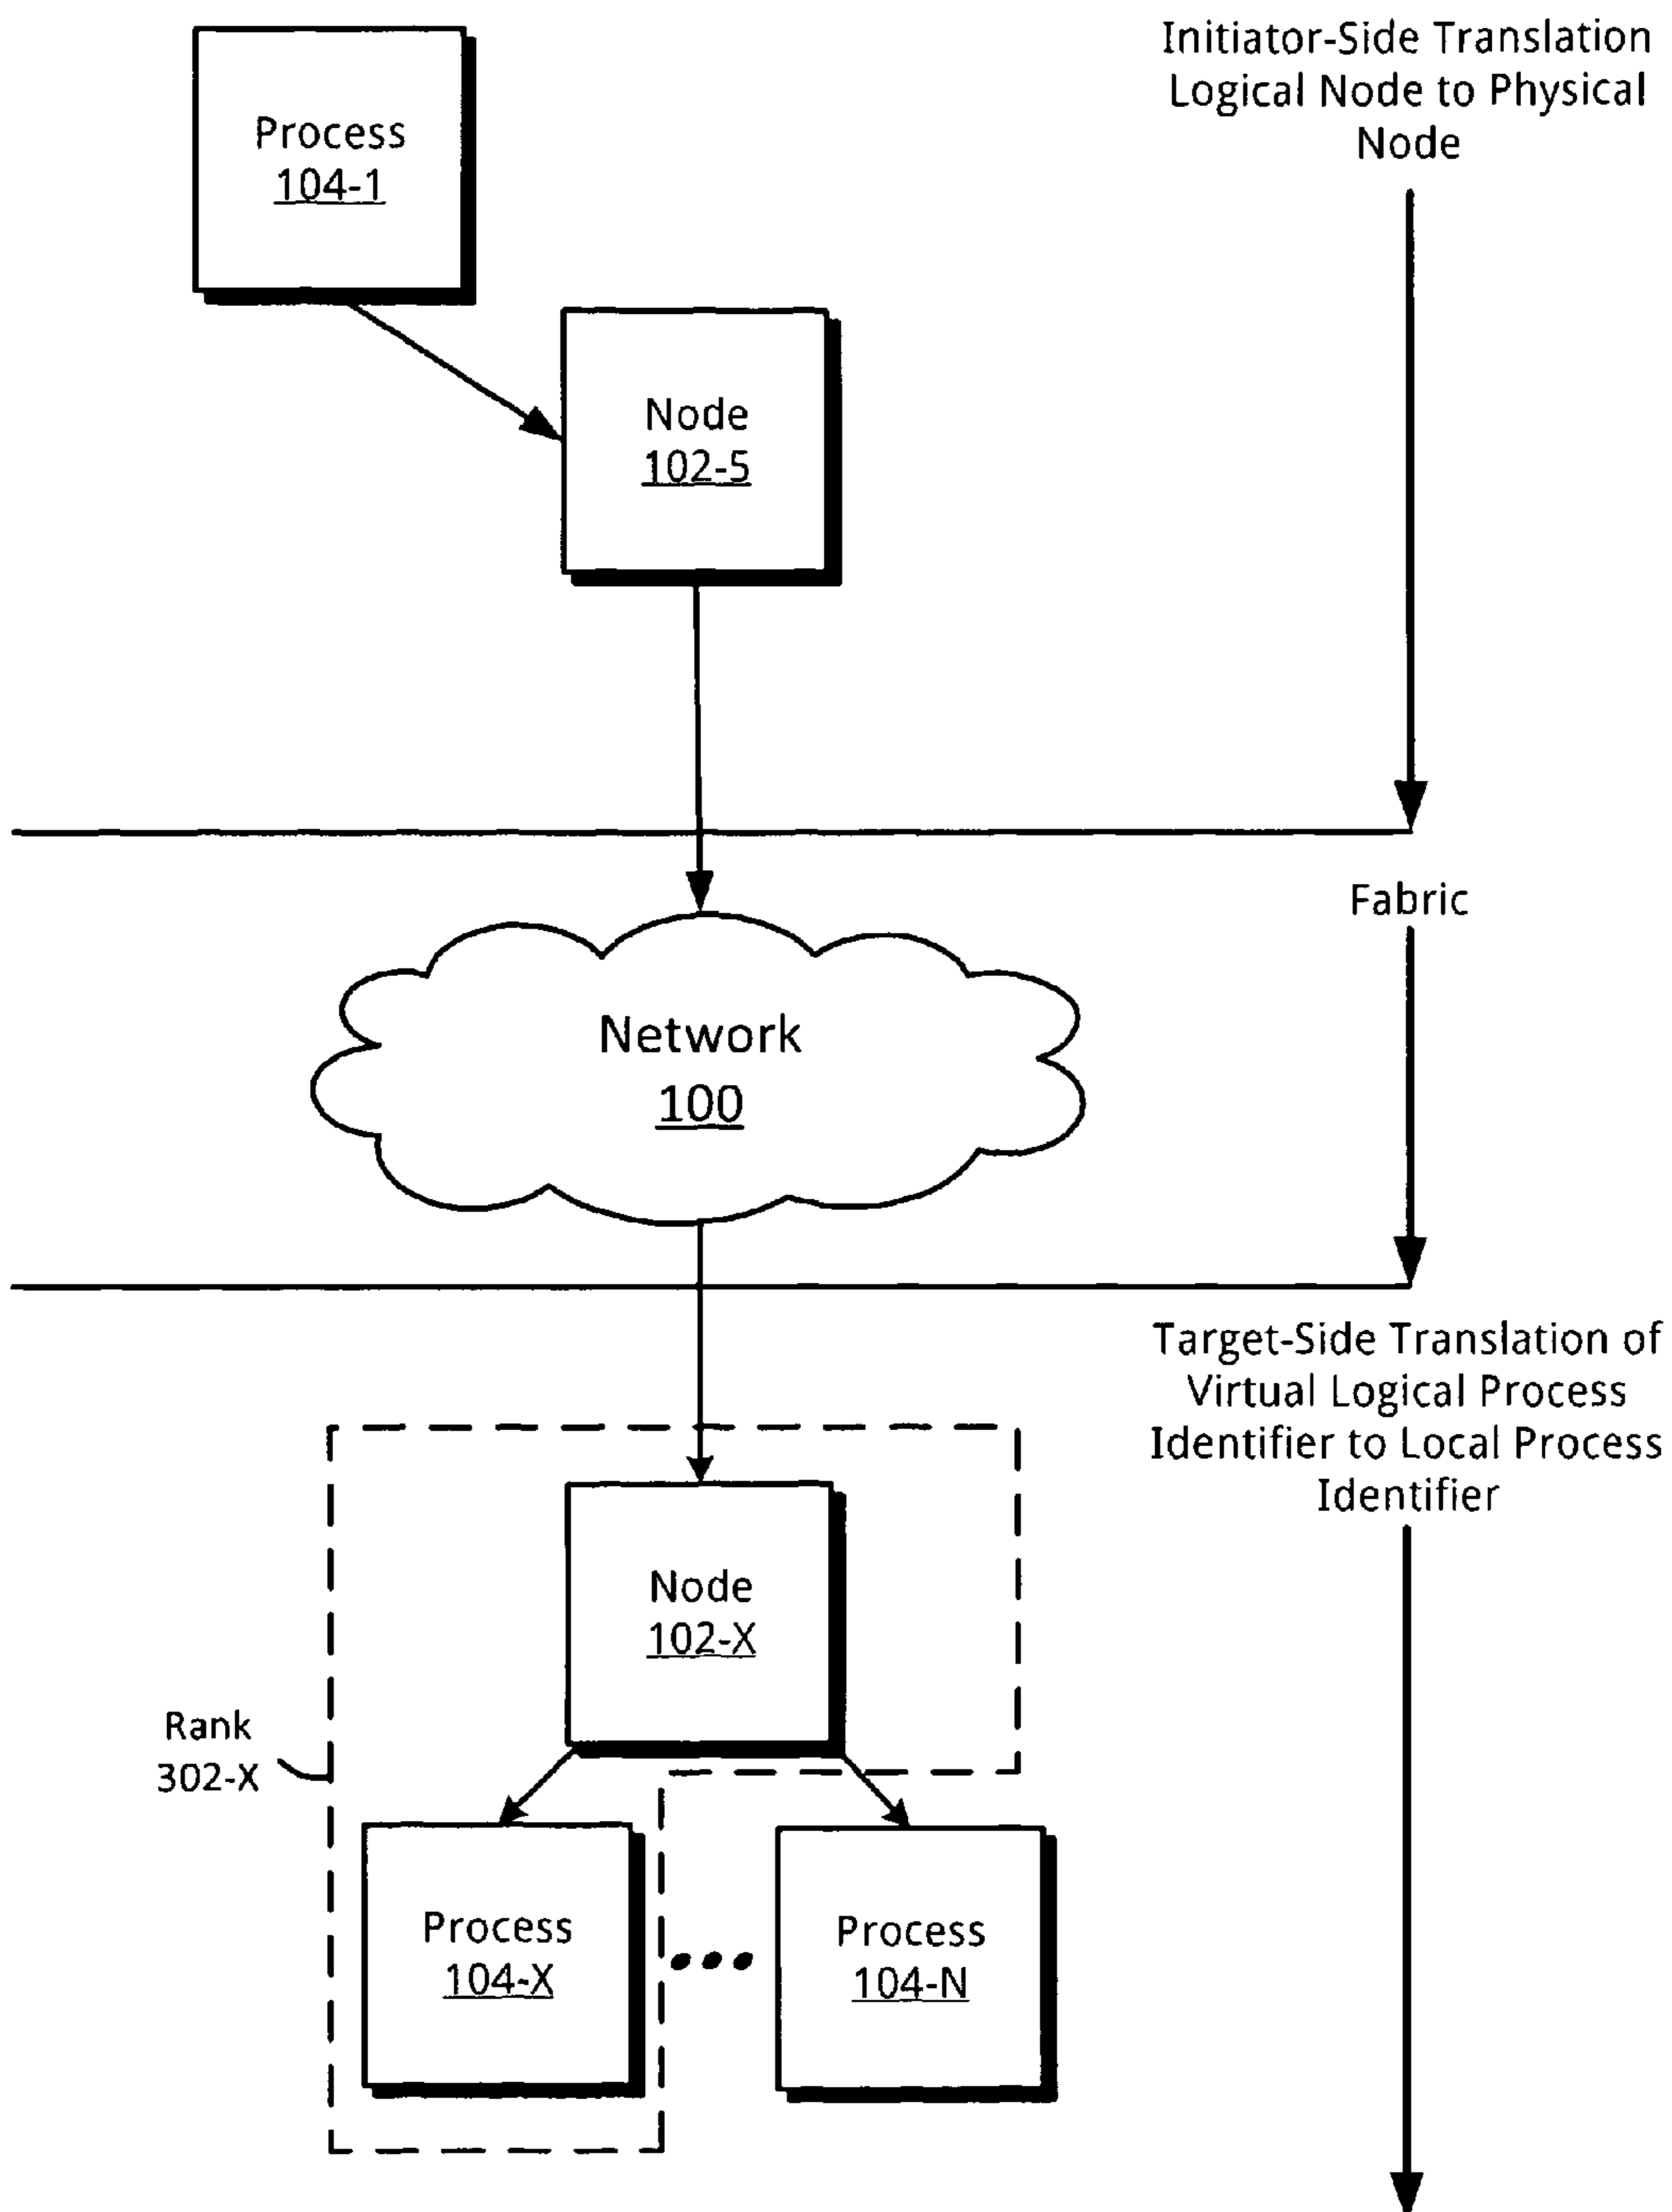 Initiator-Side Translation
Logical Node to Physical
Node
Process
104-1
Node
102-5
Fabric
Network
100
Target-Side Translation of
Virtual Logical Process
Identifier to Local Process
Identifier
Node
102-X
Rank
302-X
Process
104-X
Process
104-N